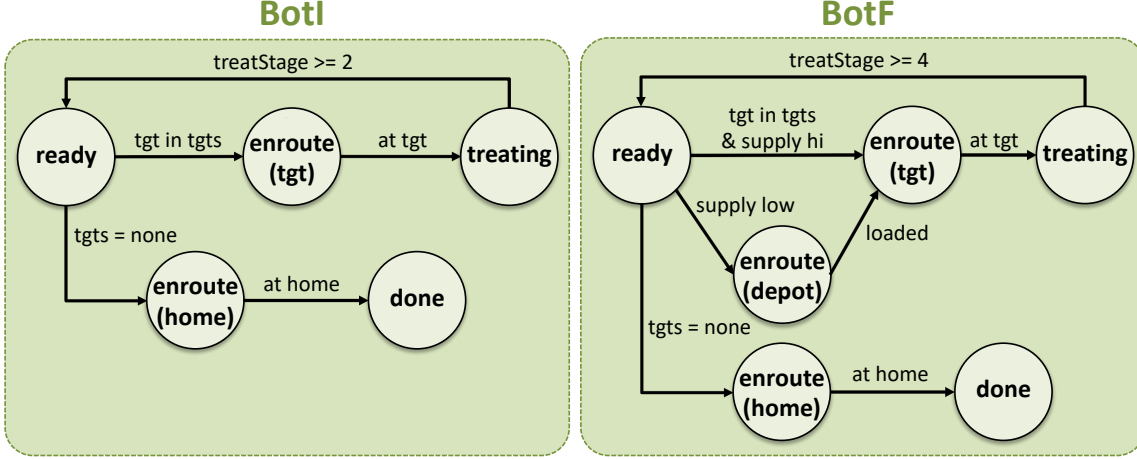 BotI
treatStage >= 2
ready
tgt in tgts
enroute
(tgt)
at tgt
treating
tgts = none
enroute
(home)
at home
done
BotF
treatStage >= 4
ready
tgt in tgts
& supply hi
enroute
(tgt)
at tgt
treating
supply low
loaded
enroute
(depot)
tgts = none
enroute
(home)
at home
done